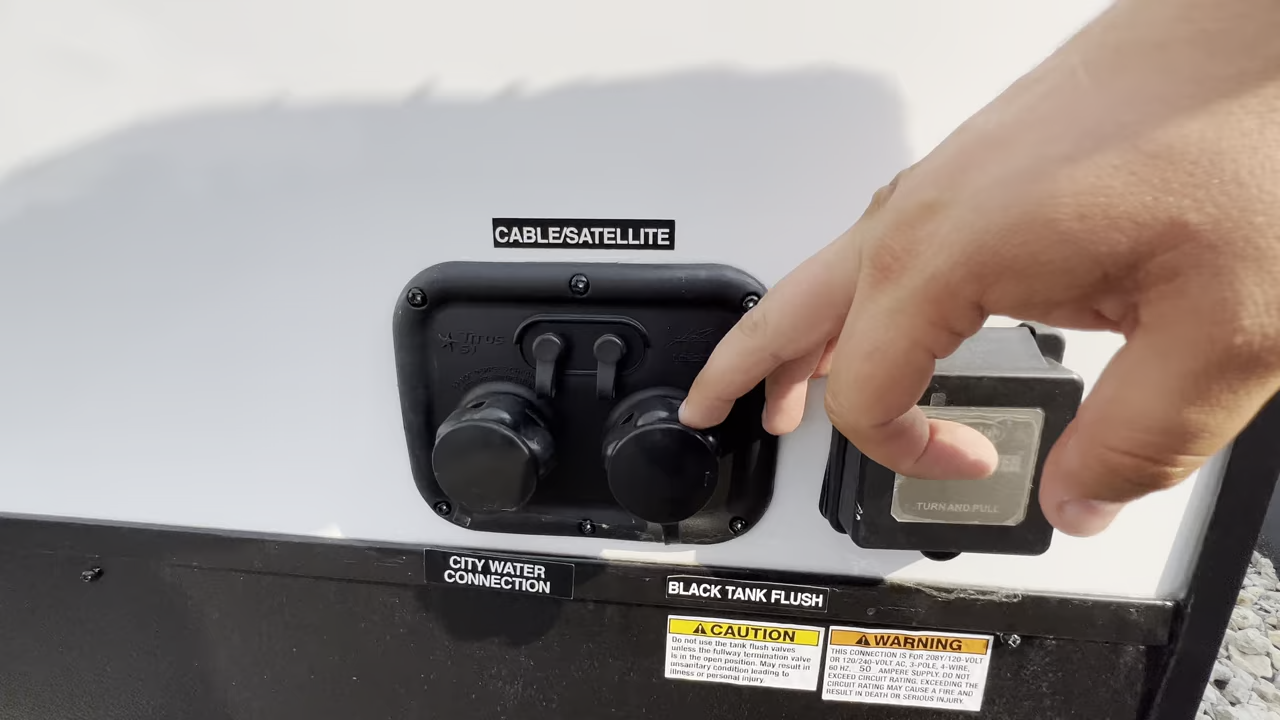 CABLE/SATELLITE
TURN AND PULL
CITY WATER
CONNECTION
BLACK TANK FLUSH
CAUTION
Do not use the tank flush valves
unless the fullway termination valve
is in the open position. May result in
unsanitary condition leading to
illness or personal injury.
WARNING
THIS CONNECTION IS FOR 208Y/120-VOLT
OR 120/240-VOLT AC, 3-POLE, 4-WIRE,
60 HZ, 50 AMPERE SUPPLY. DO NOT
EXCEED CIRCUIT RATING. EXCEEDING THE
CIRCUIT RATING MAY CAUSE A FIRE AND
RESULT IN DEATH OR SERIOUS INJURY.